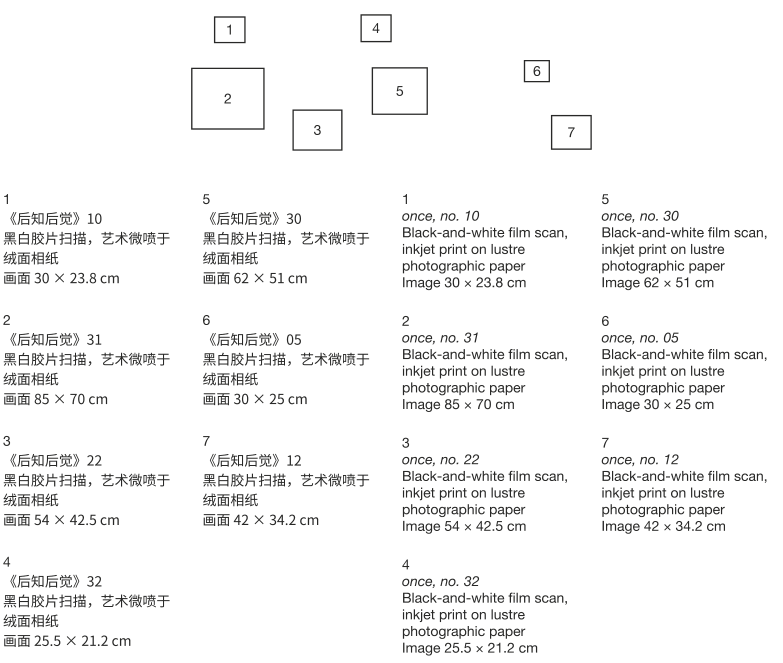 1
4
6
2
5
3
7
1
《后知后觉》10
黑白胶片扫描，艺术微喷于
绒面相纸
画面 30 × 23.8 cm
2
《后知后觉》31
黑白胶片扫描，艺术微喷于
绒面相纸
画面 85 × 70 cm
3
《后知后觉》22
黑白胶片扫描，艺术微喷于
绒面相纸
画面 54 × 42.5 cm
4
《后知后觉》32
黑白胶片扫描，艺术微喷于
绒面相纸
画面 25.5 × 21.2 cm
5
《后知后觉》30
黑白胶片扫描，艺术微喷于
绒面相纸
画面 62 × 51 cm
6
《后知后觉》05
黑白胶片扫描，艺术微喷于
绒面相纸
画面 30 × 25 cm
7
《后知后觉》12
黑白胶片扫描，艺术微喷于
绒面相纸
画面 42 × 34.2 cm
1
once, no. 10
Black-and-white film scan,
inkjet print on lustre
photographic paper
Image 30 × 23.8 cm
2
once, no. 31
Black-and-white film scan,
inkjet print on lustre
photographic paper
Image 85 × 70 cm
3
once, no. 22
Black-and-white film scan,
inkjet print on lustre
photographic paper
Image 54 × 42.5 cm
4
once, no. 32
Black-and-white film scan,
inkjet print on lustre
photographic paper
Image 25.5 × 21.2 cm
5
once, no. 30
Black-and-white film scan,
inkjet print on lustre
photographic paper
Image 62 × 51 cm
6
once, no. 05
Black-and-white film scan,
inkjet print on lustre
photographic paper
Image 30 × 25 cm
7
once, no. 12
Black-and-white film scan,
inkjet print on lustre
photographic paper
Image 42 × 34.2 cm